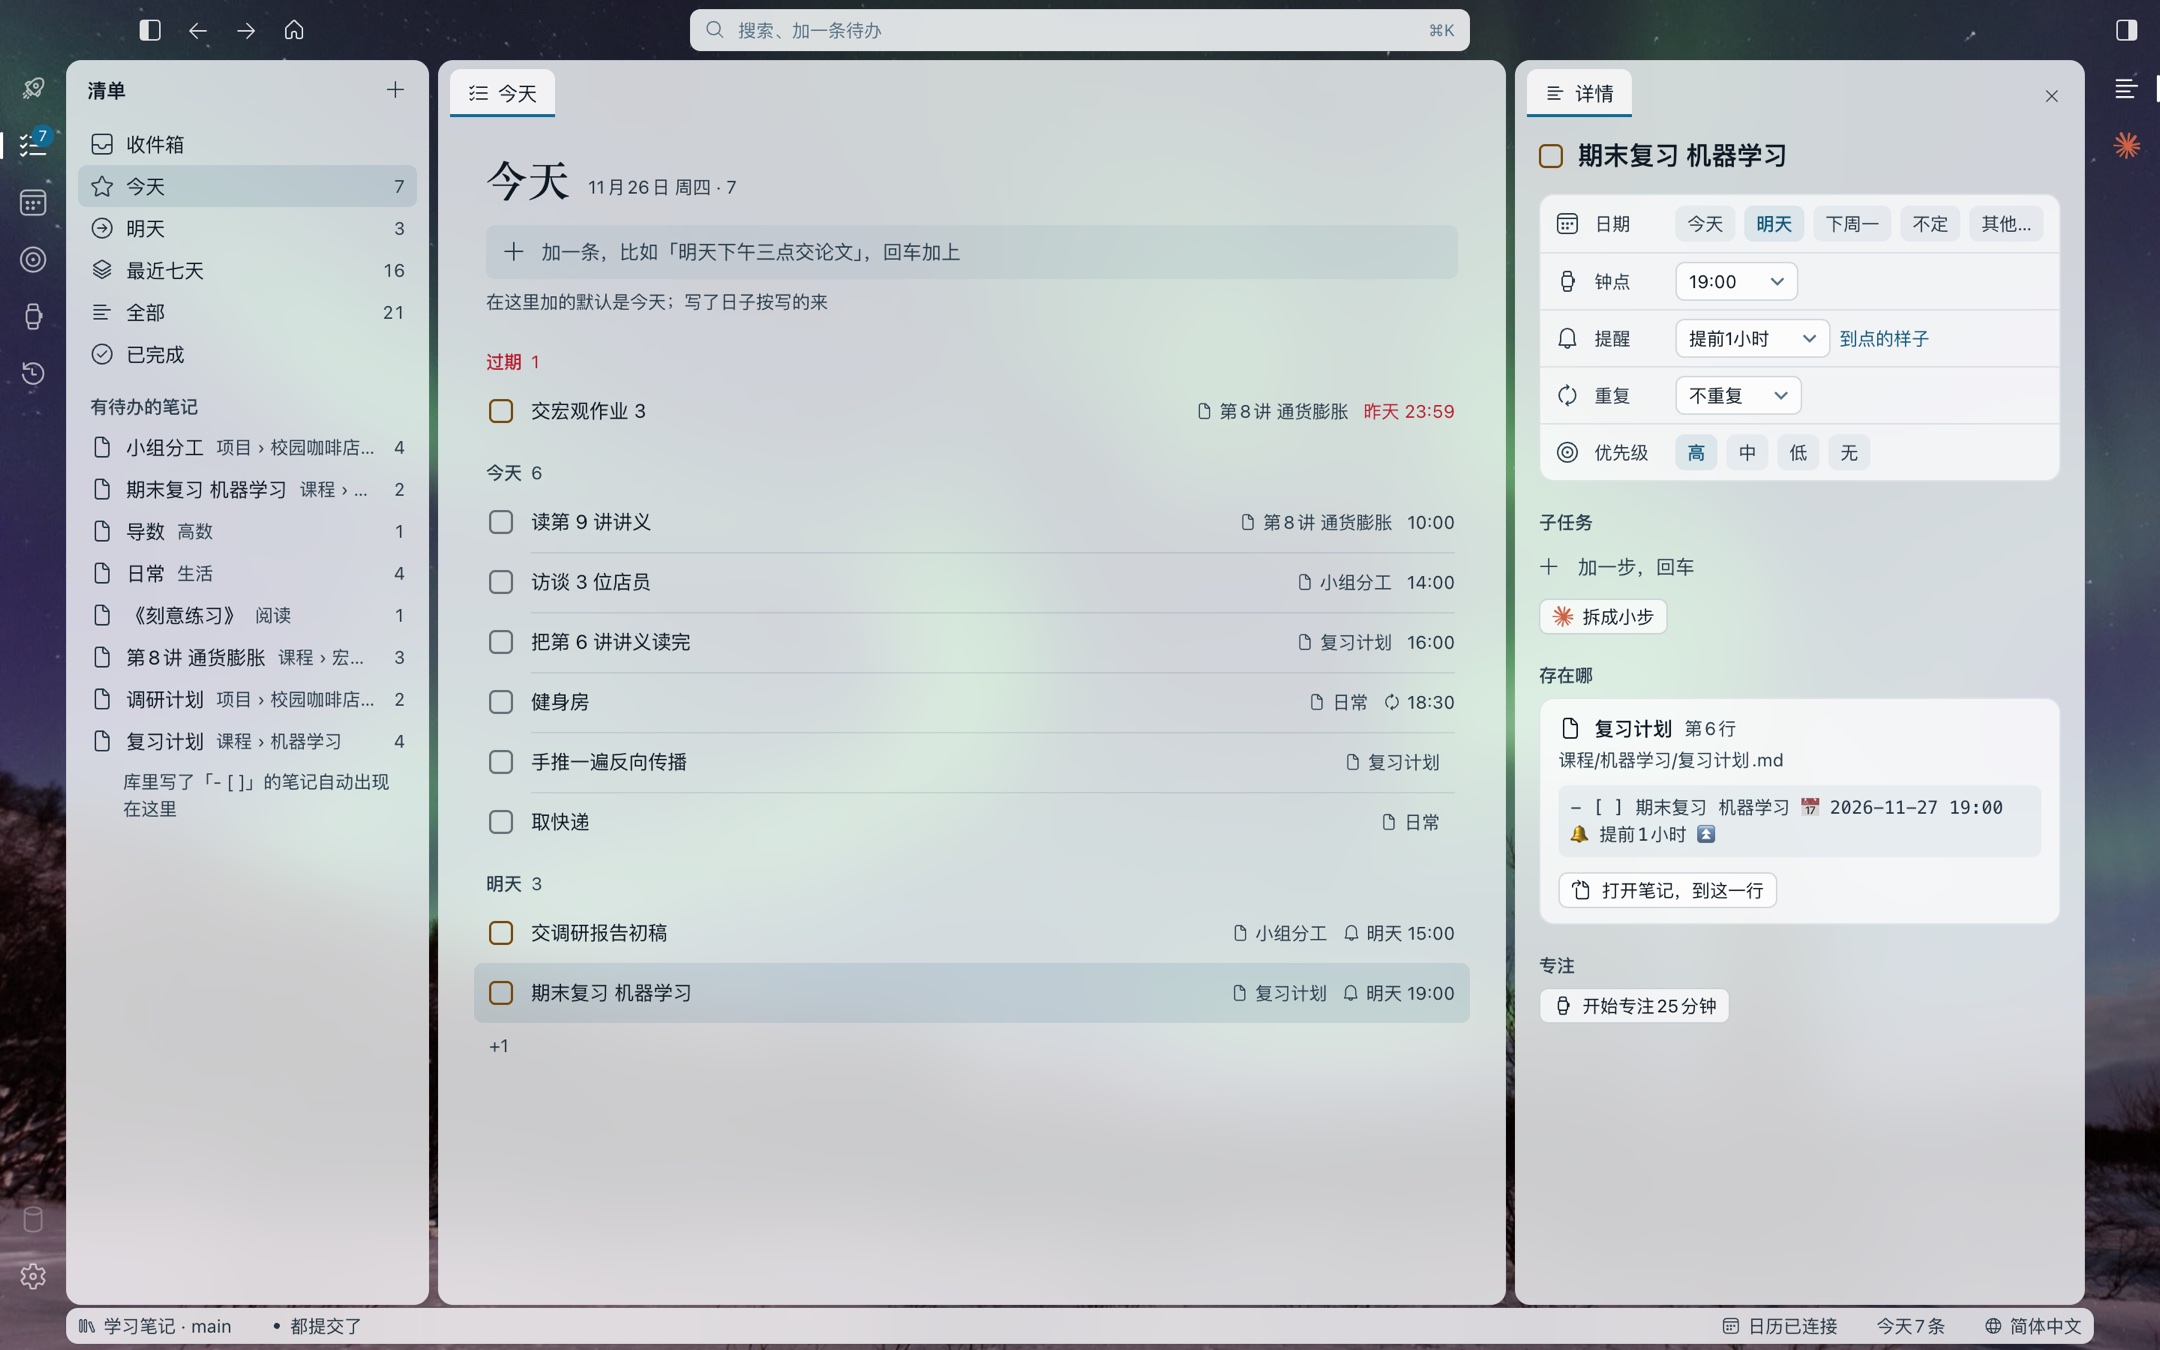 搜索、加一条待办 ⌘K
7
清单
收件箱
今天 7
明天 3
最近七天 16
全部 21
已完成
有待办的笔记
小组分工 项目 › 校园咖啡店... 4
期末复习 机器学习 课程 › ... 2
导数 高数 1
日常 生活 4
《刻意练习》 阅读 1
第8讲 通货膨胀 课程 › 宏... 3
调研计划 项目 › 校园咖啡店... 2
复习计划 课程 › 机器学习 4
库里写了「- [ ]」的笔记自动出现
在这里
今天
今天 11月26日 周四 · 7
加一条，比如「明天下午三点交论文」，回车加上
在这里加的默认是今天；写了日子按写的来
过期 1
交宏观作业 3 第8讲 通货膨胀 昨天 23:59
今天 6
读第 9 讲讲义 第8讲 通货膨胀 10:00
访谈 3 位店员 小组分工 14:00
把第 6 讲讲义读完 复习计划 16:00
健身房 日常 18:30
手推一遍反向传播 复习计划
取快递 日常
明天 3
交调研报告初稿 小组分工 明天 15:00
期末复习 机器学习 复习计划 明天 19:00
+1
详情
期末复习 机器学习
日期 今天 明天 下周一 不定 其他...
钟点 19:00
提醒 提前1小时 到点的样子
重复 不重复
优先级 高 中 低 无
子任务
加一步，回车
拆成小步
存在哪
复习计划 第6行
课程/机器学习/复习计划.md
- [ ] 期末复习 机器学习 📅 2026-11-27 19:00
🔔 提前1小时 ⏫
打开笔记，到这一行
专注
开始专注25分钟
学习笔记 · main • 都提交了
日历已连接 今天7条 简体中文